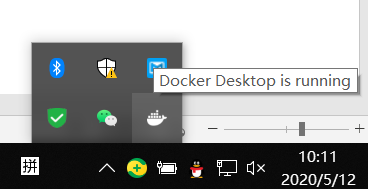 Docker Desktop is running
拼
10:11
2020/5/12